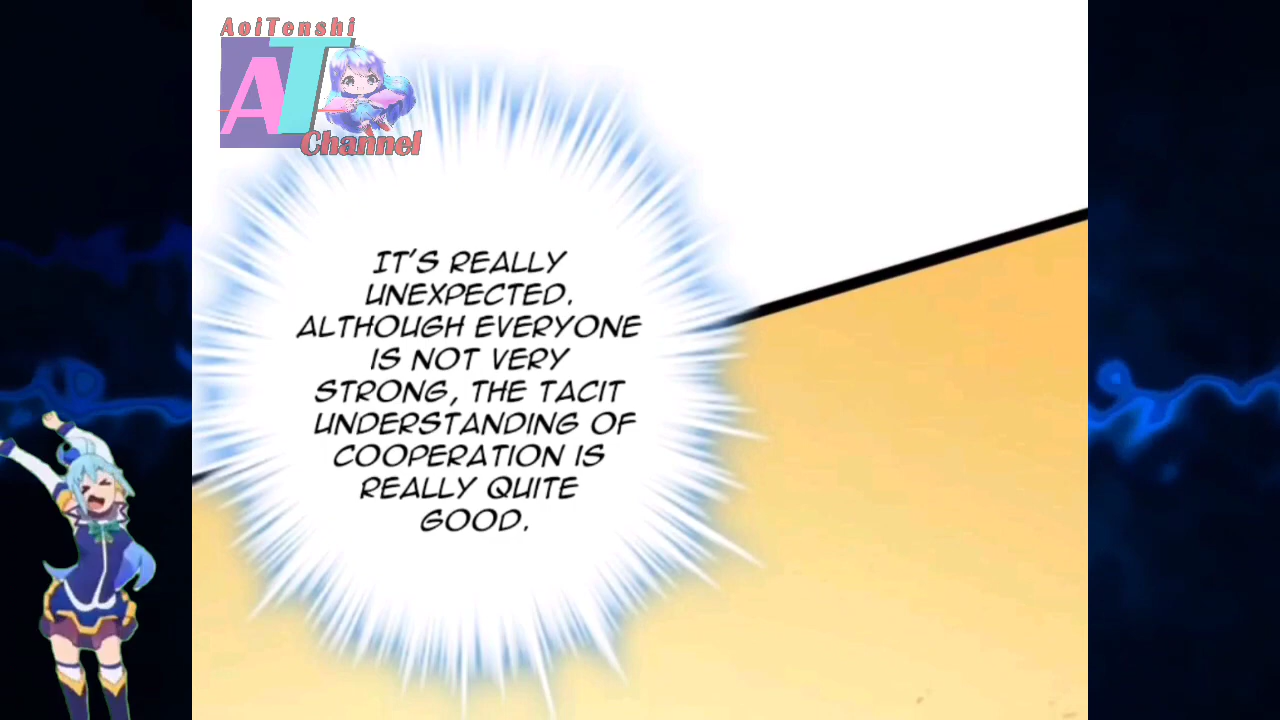 AoiTenshi
AT
Channel
IT'S REALLY
UNEXPECTED.
ALTHOUGH EVERYONE
IS NOT VERY
STRONG, THE TACIT
UNDERSTANDING OF
COOPERATION IS
REALLY QUITE
GOOD.